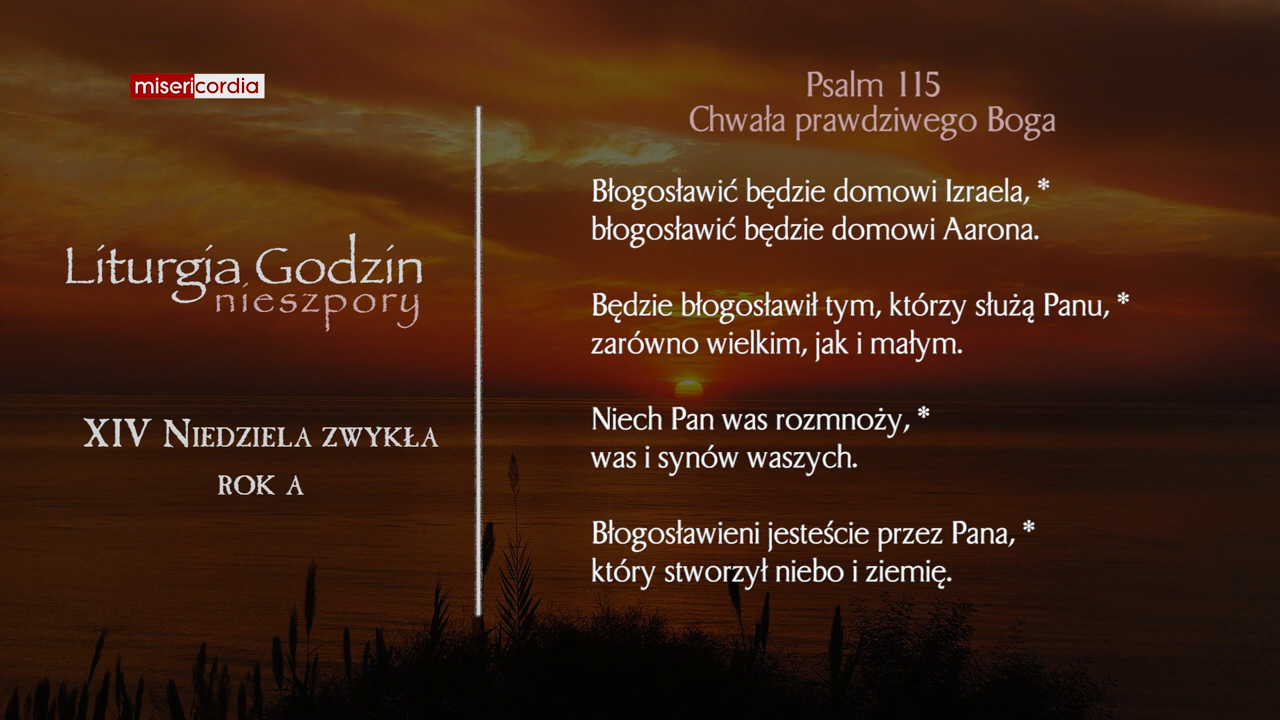 misericordia
Liturgia Godzin
nieszpory
XIV Niedziela zwykła
rok A
Psalm 115
Chwała prawdziwego Boga
Błogosławić będzie domowi Izraela, *
błogosławić będzie domowi Aarona.
Będzie błogosławił tym, którzy służą Panu, *
zarówno wielkim, jak i małym.
Niech Pan was rozmnoży, *
was i synów waszych.
Błogosławieni jesteście przez Pana, *
który stworzył niebo i ziemię.